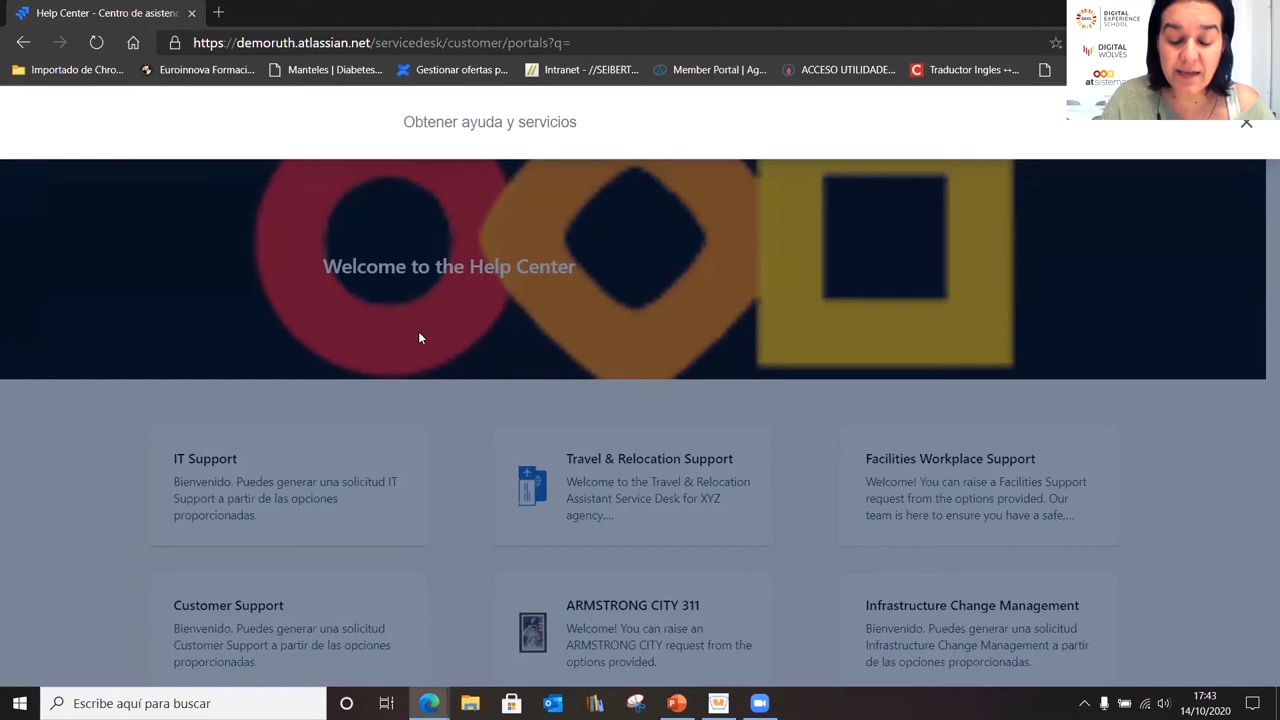 Help Center - Centro de asistenc
https://demoruth.atlassian.net/servicedesk/customer/portals?q=
Importado de Chro...
Euroinnova Formaci...
Mantes | Diabetes...
Gestionar ofertas p...
Intranet - //SEIBERT...
Member Portal | Ag...
ACCESO UTILIDADE...
Traductor Ingles ↔...
DIGITAL
EXPERIENCE
SCHOOL
DIGITAL
WOLVES
Obtener ayuda y servicios
Welcome to the Help Center
IT Support
Bienvenido. Puedes generar una solicitud IT
Support a partir de las opciones
proporcionadas.
Travel & Relocation Support
Welcome to the Travel & Relocation
Assistant Service Desk for XYZ
agency,...
Facilities Workplace Support
Welcome! You can raise a Facilities Support
request from the options provided. Our
team is here to ensure you have a safe,...
Customer Support
Bienvenido. Puedes generar una solicitud
Customer Support a partir de las opciones
proporcionadas.
ARMSTRONG CITY 311
Welcome! You can raise an
ARMSTRONG CITY request from the
options provided.
Infrastructure Change Management
Bienvenido. Puedes generar una solicitud
Infrastructure Change Management a partir
de las opciones proporcionadas.
Escribe aquí para buscar
17:43
14/10/2020